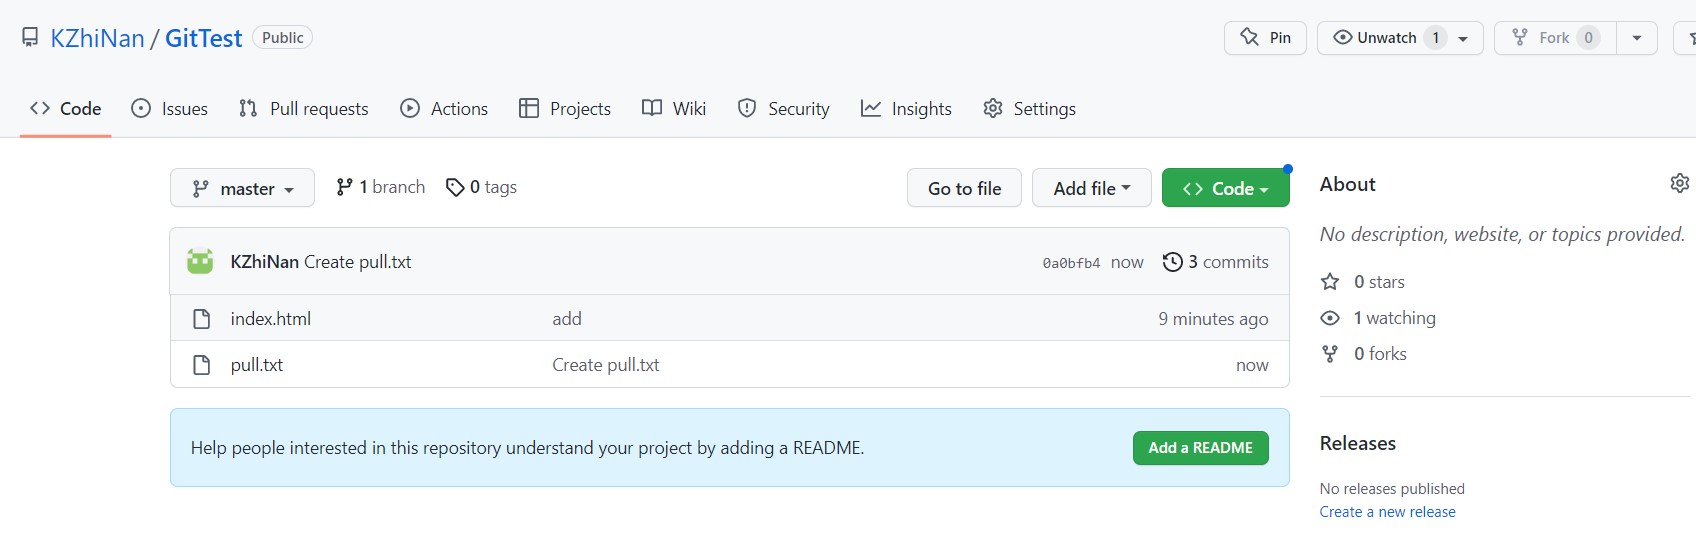 KZhiNan / GitTest Public Pin Unwatch 1 Fork 0
Code Issues Pull requests Actions Projects Wiki Security Insights Settings
master 1 branch 0 tags Go to file Add file Code
KZhiNan Create pull.txt 0a0bfb4 now 3 commits
index.html add 9 minutes ago
pull.txt Create pull.txt now
Help people interested in this repository understand your project by adding a README. Add a README
About
No description, website, or topics provided.
0 stars
1 watching
0 forks
Releases
No releases published
Create a new release